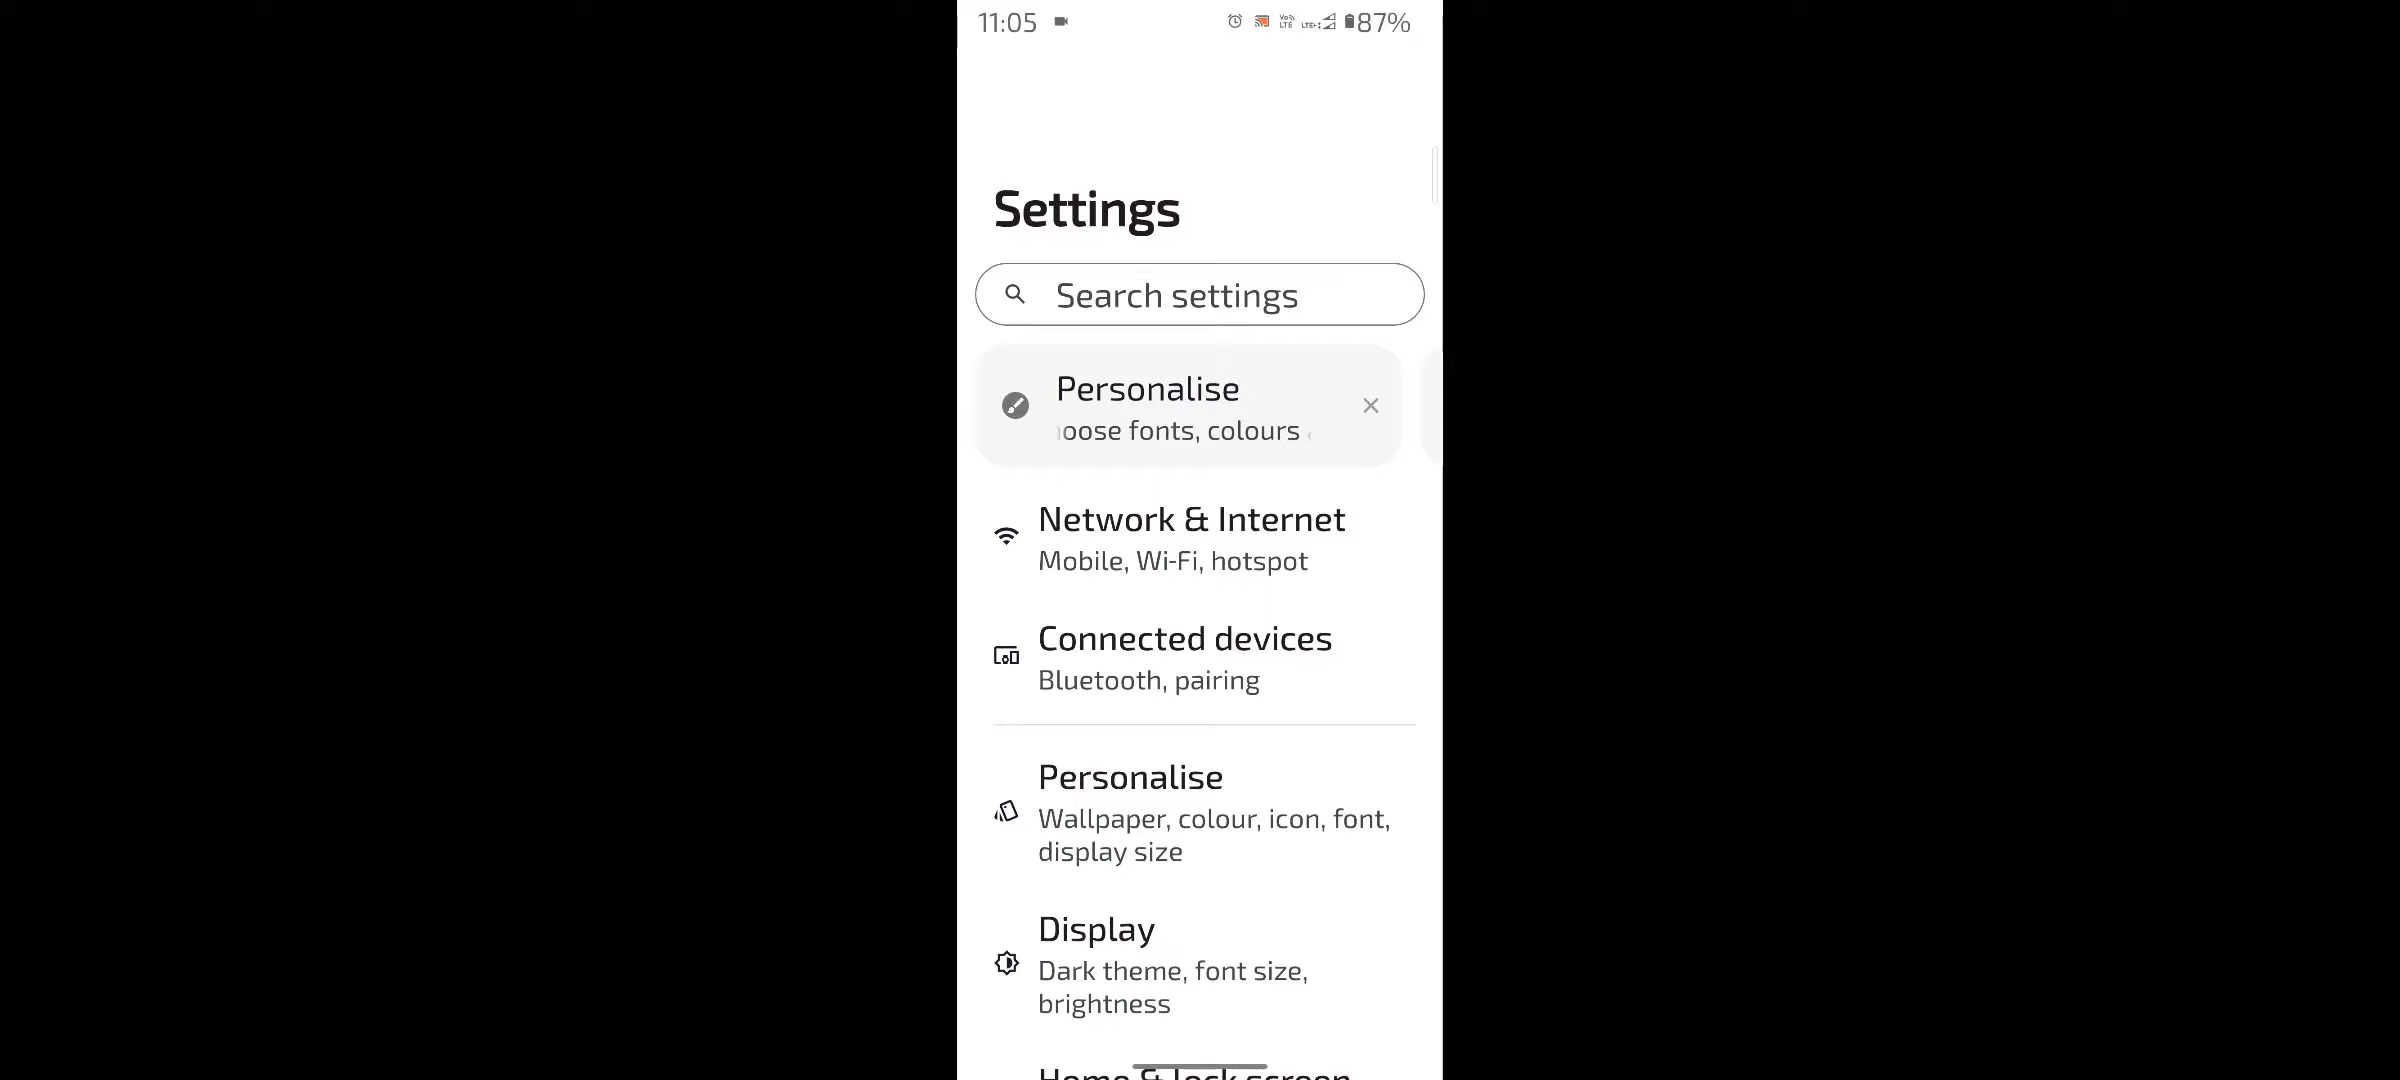 11:05 87%
Settings
Search settings
Personalise
oose fonts, colours
Network & Internet
Mobile, Wi-Fi, hotspot
Connected devices
Bluetooth, pairing
Personalise
Wallpaper, colour, icon, font,
display size
Display
Dark theme, font size,
brightness
Home & lock screen